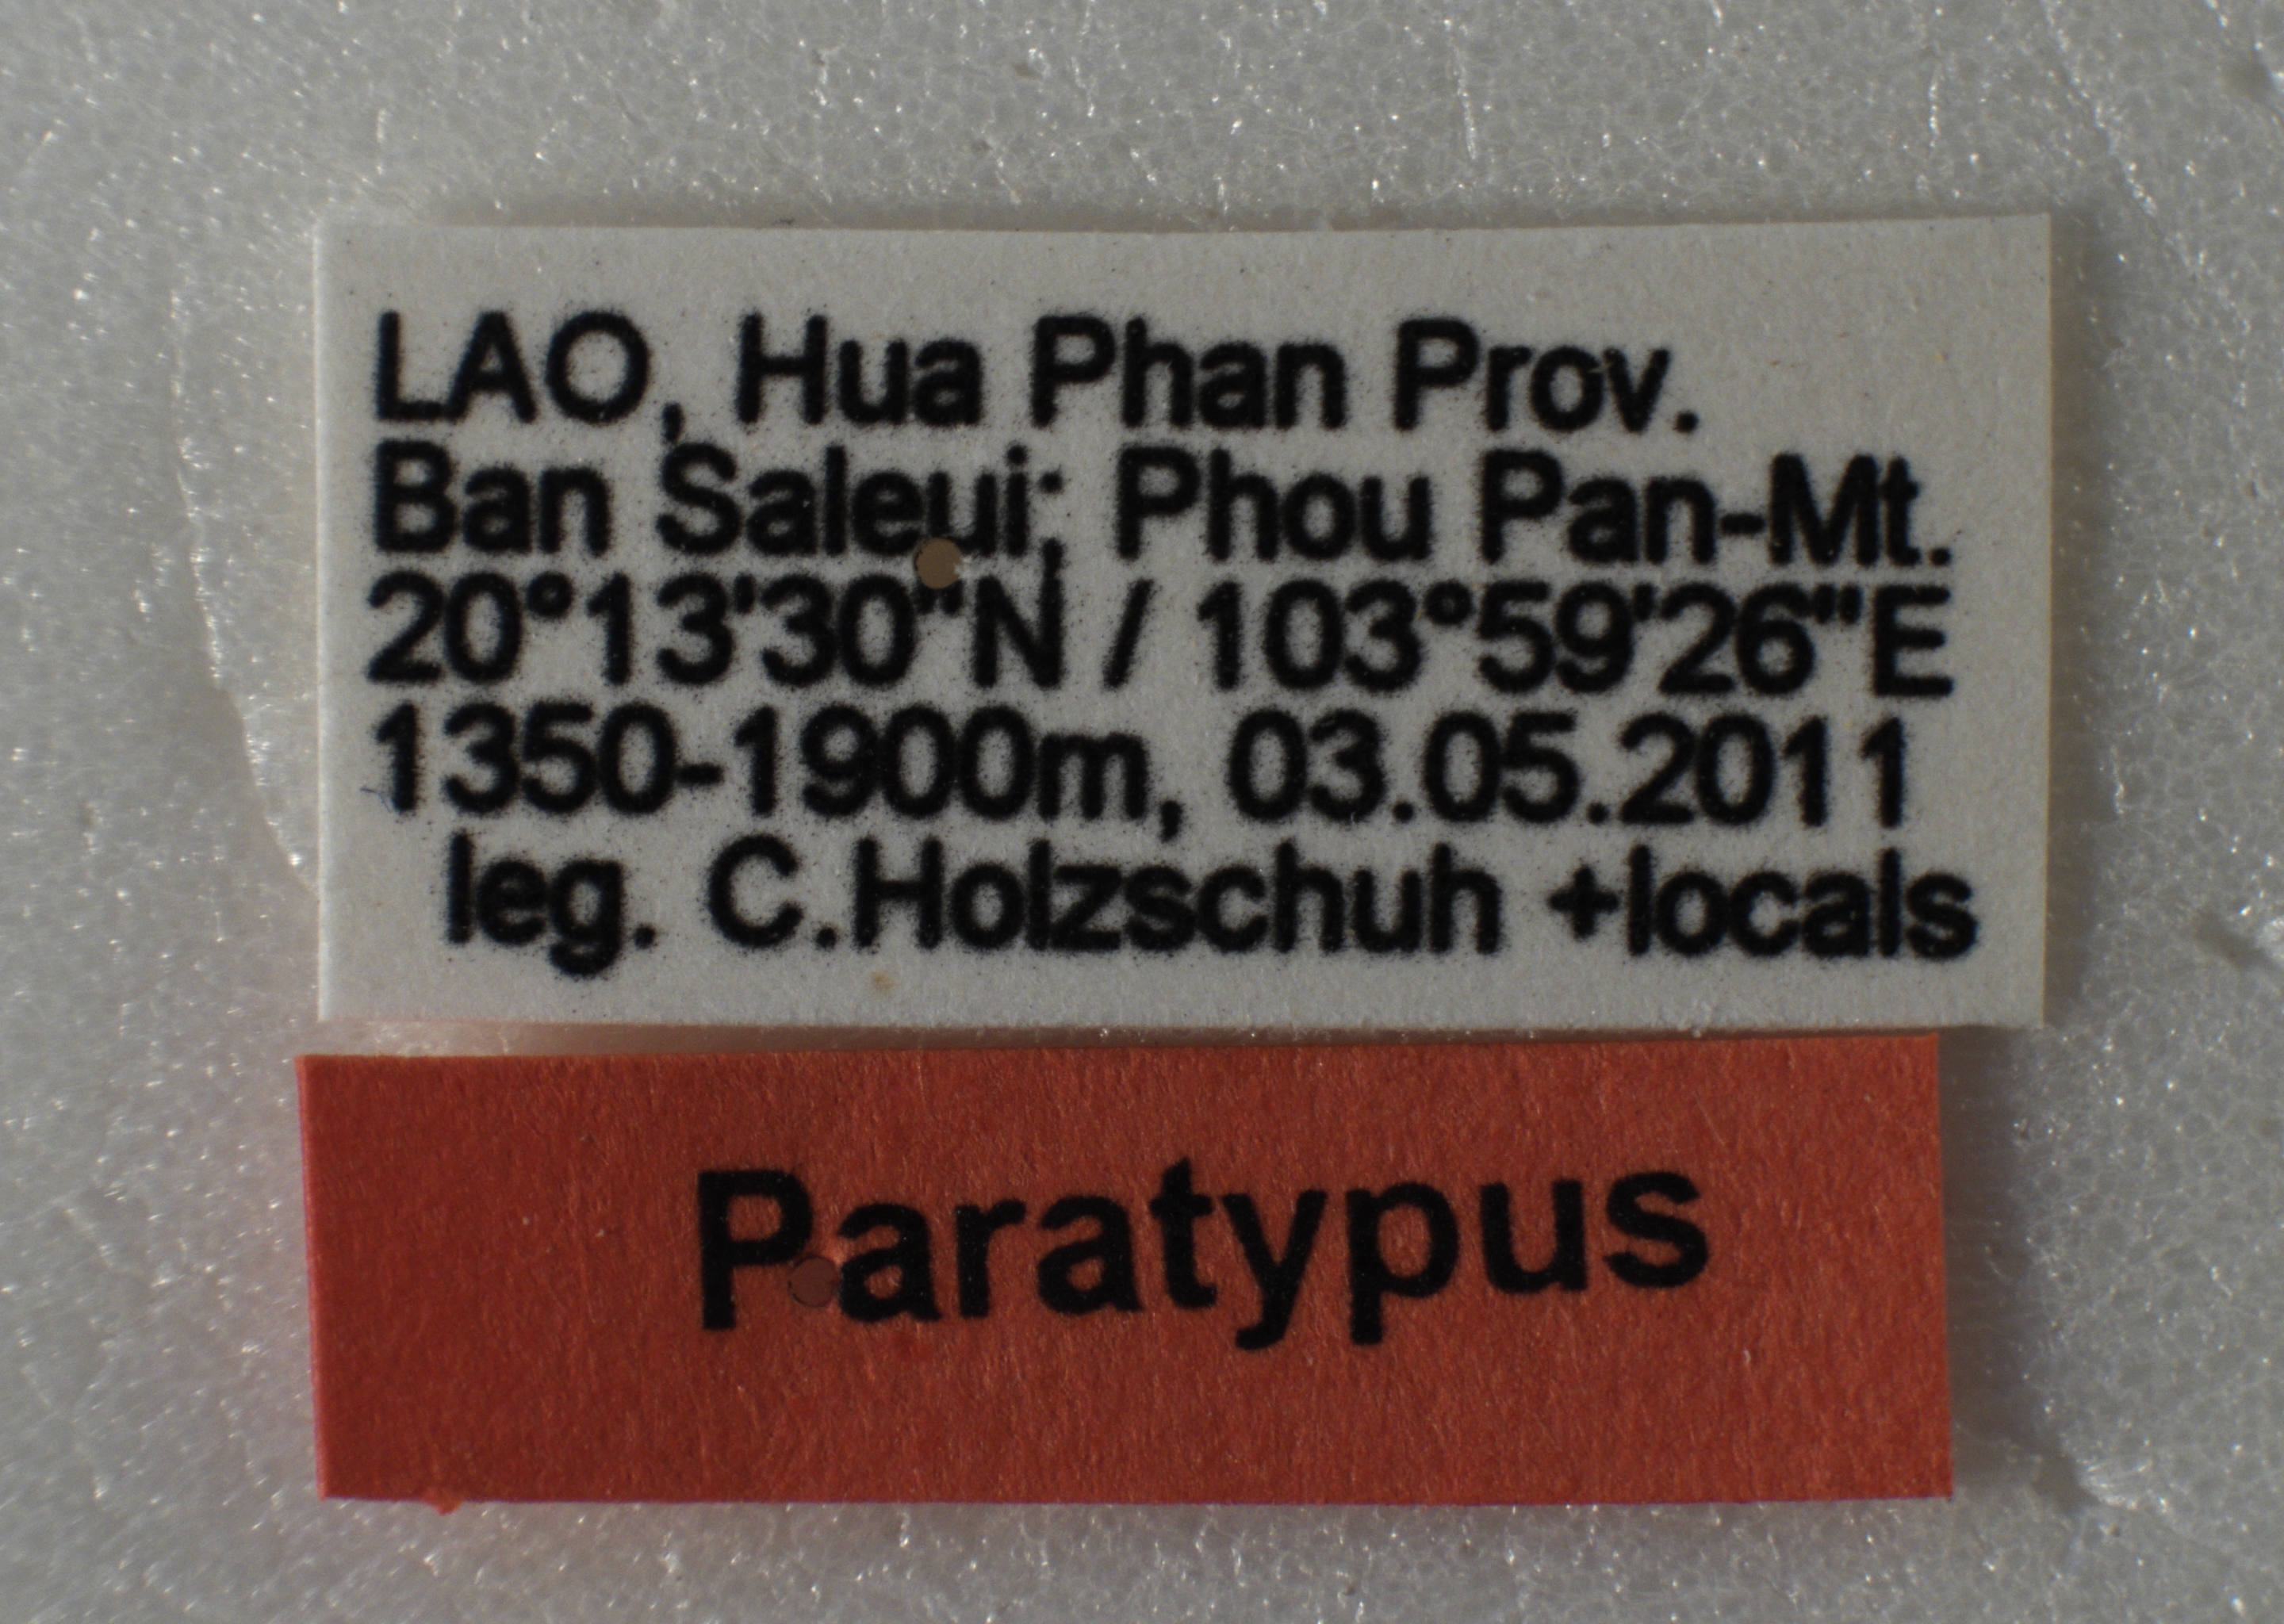 LAO, Hua Phan Prov.
Ban Saleui; Phou Pan-Mt.
20°13'30"N / 103°59'26"E
1350-1900m, 03.05.2011
leg. C.Holzschuh +locals
Paratypus